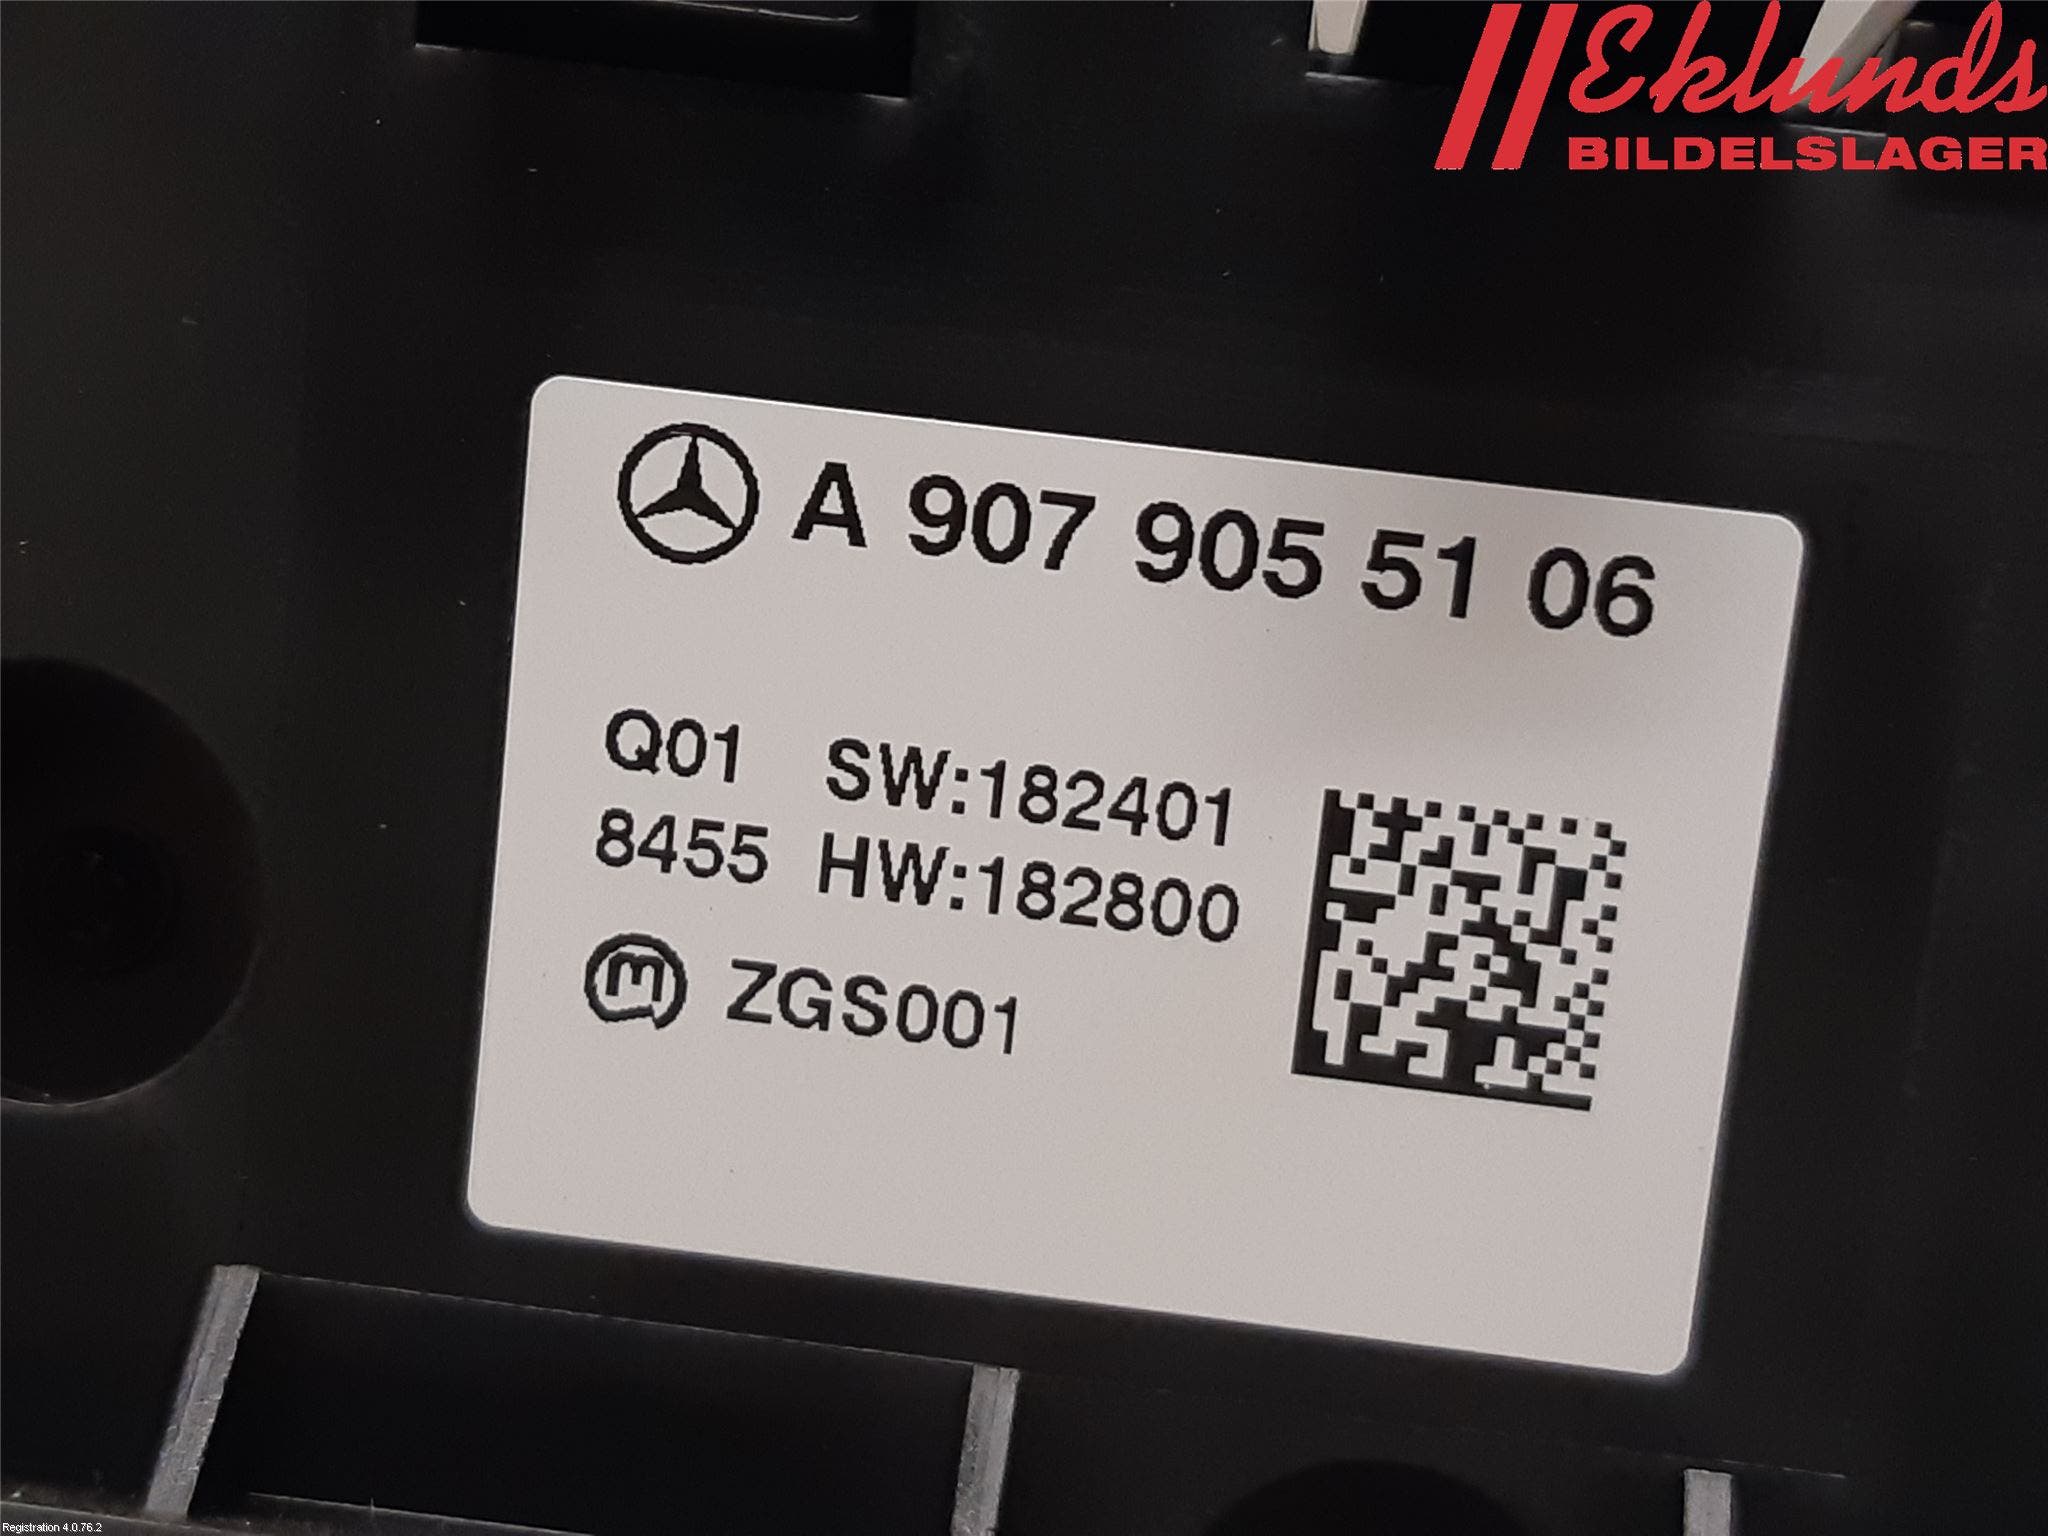 Eklunds
BILDELSLAGER
A 907 905 51 06
Q01 SW:182401
8455 HW:182800
m ZGS001
Registration 4.0.76.2